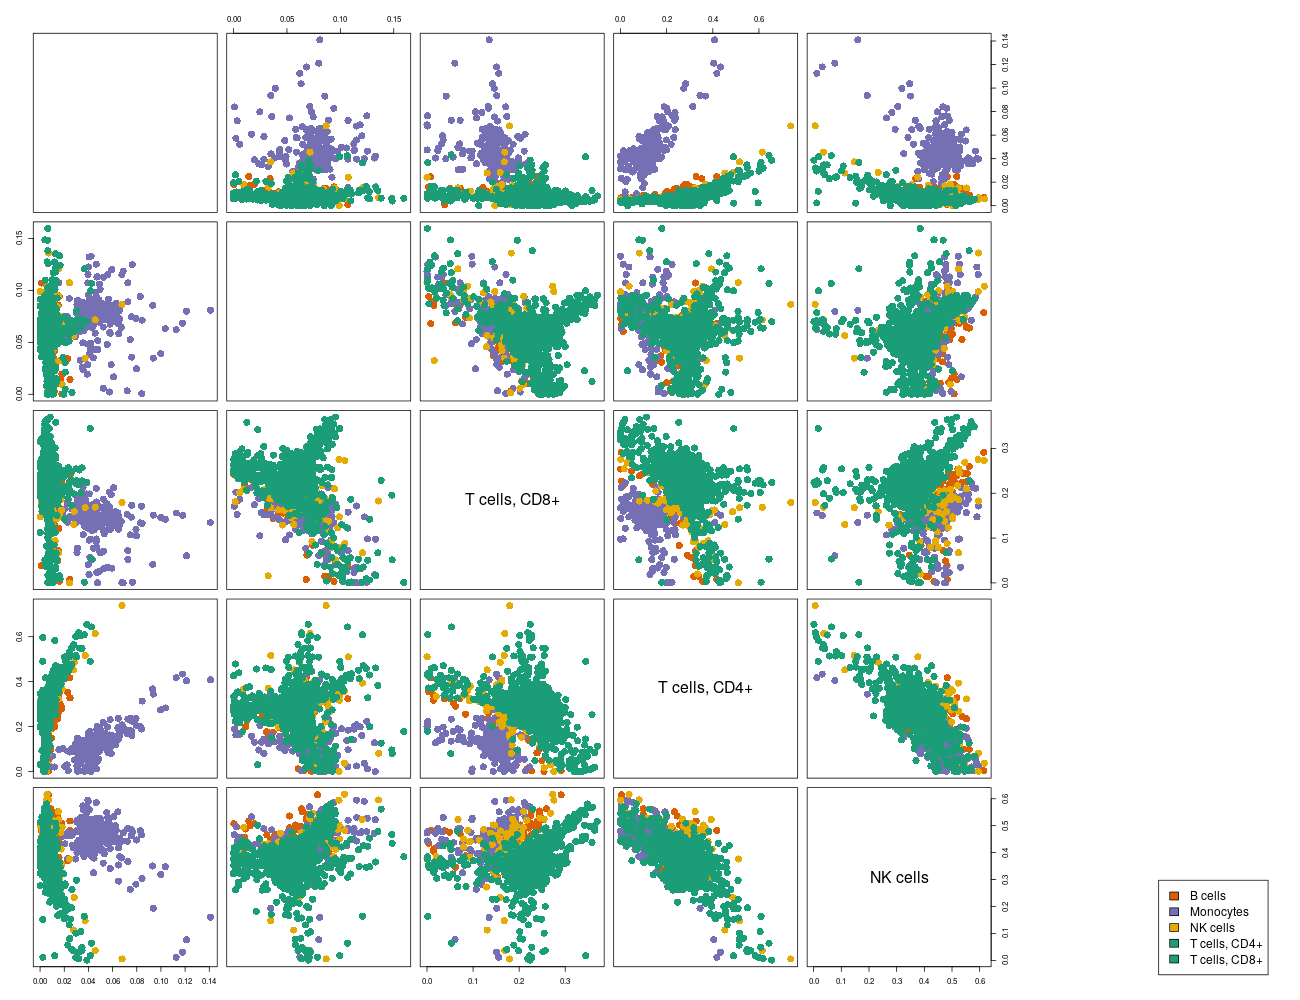 0.00 0.05 0.10 0.15 0.0 0.2 0.4 0.6
0.00 0.02 0.04 0.06 0.08 0.10 0.12 0.14
0.00 0.05 0.10 0.15
T cells, CD8+
0.0 0.1 0.2 0.3
T cells, CD4+
0.0 0.2 0.4 0.6
NK cells
0.0 0.1 0.2 0.3 0.4 0.5 0.6
B cells
Monocytes
NK cells
T cells, CD4+
T cells, CD8+
0.00 0.02 0.04 0.06 0.08 0.10 0.12 0.14 0.0 0.1 0.2 0.3 0.0 0.1 0.2 0.3 0.4 0.5 0.6